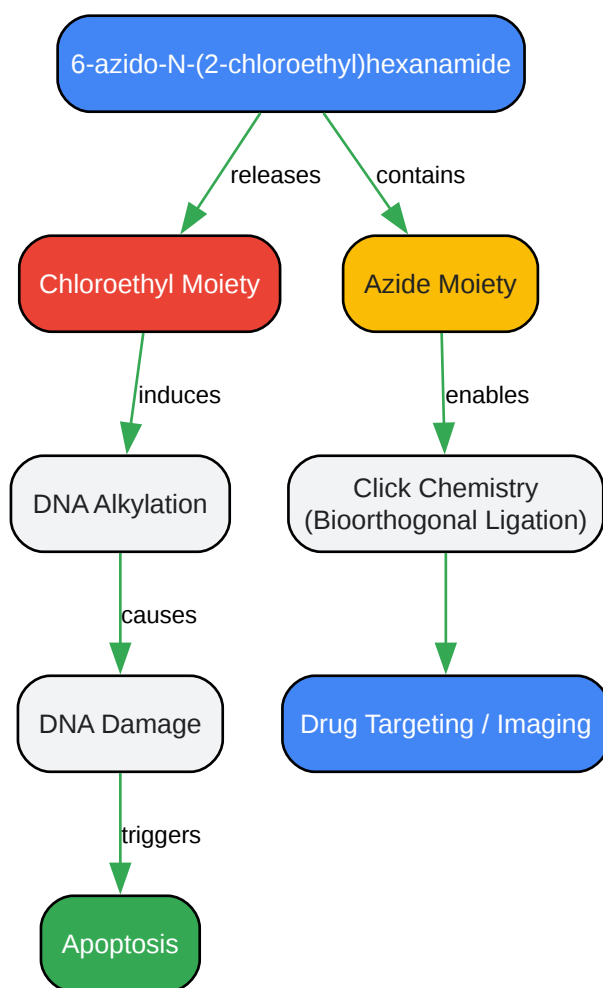 6-azido-N-(2-chloroethyl)hexanamide
releases
contains
Chloroethyl Moiety
Azide Moiety
induces
enables
DNA Alkylation
Click Chemistry
(Bioorthogonal Ligation)
causes
DNA Damage
Drug Targeting / Imaging
triggers
Apoptosis